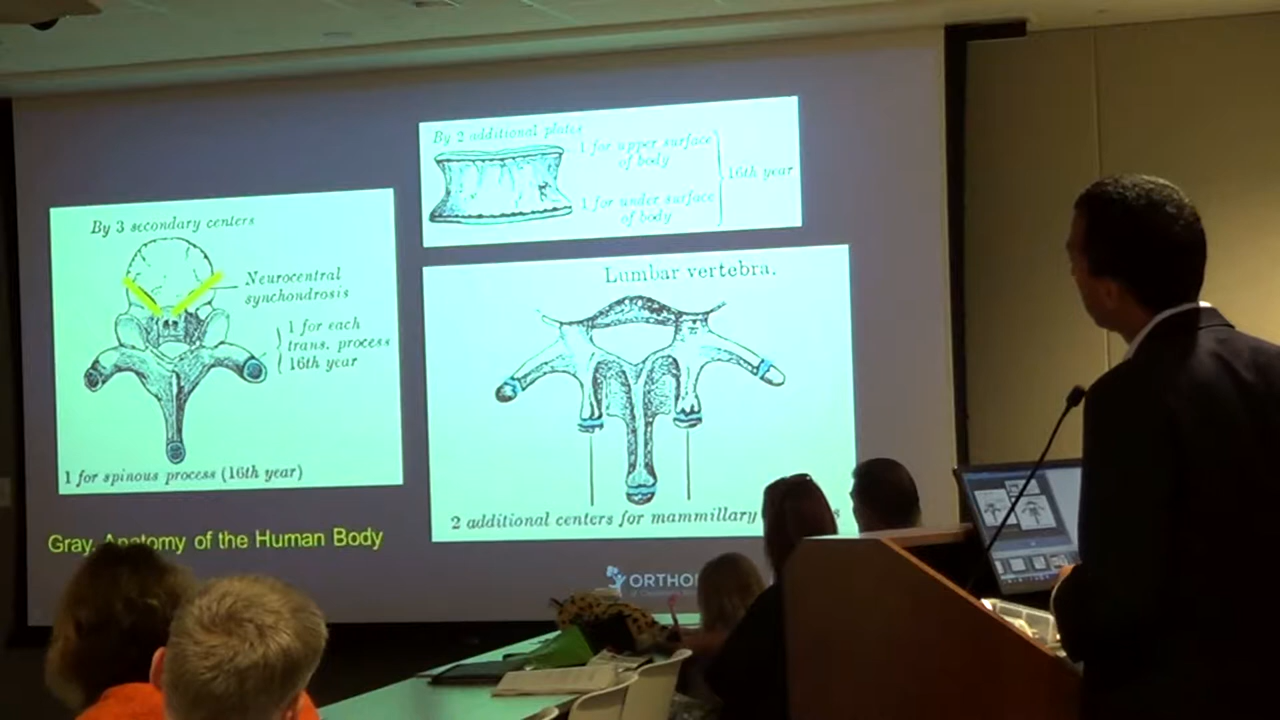 By 3 secondary centers
Neurocentral
synchondrosis
1 for each
trans. process
16th year
1 for spinous process (16th year)
By 2 additional plates
1 for upper surface
of body
16th year
1 for under surface
of body
Lumbar vertebra.
2 additional centers for mammillary
Gray, Anatomy of the Human Body